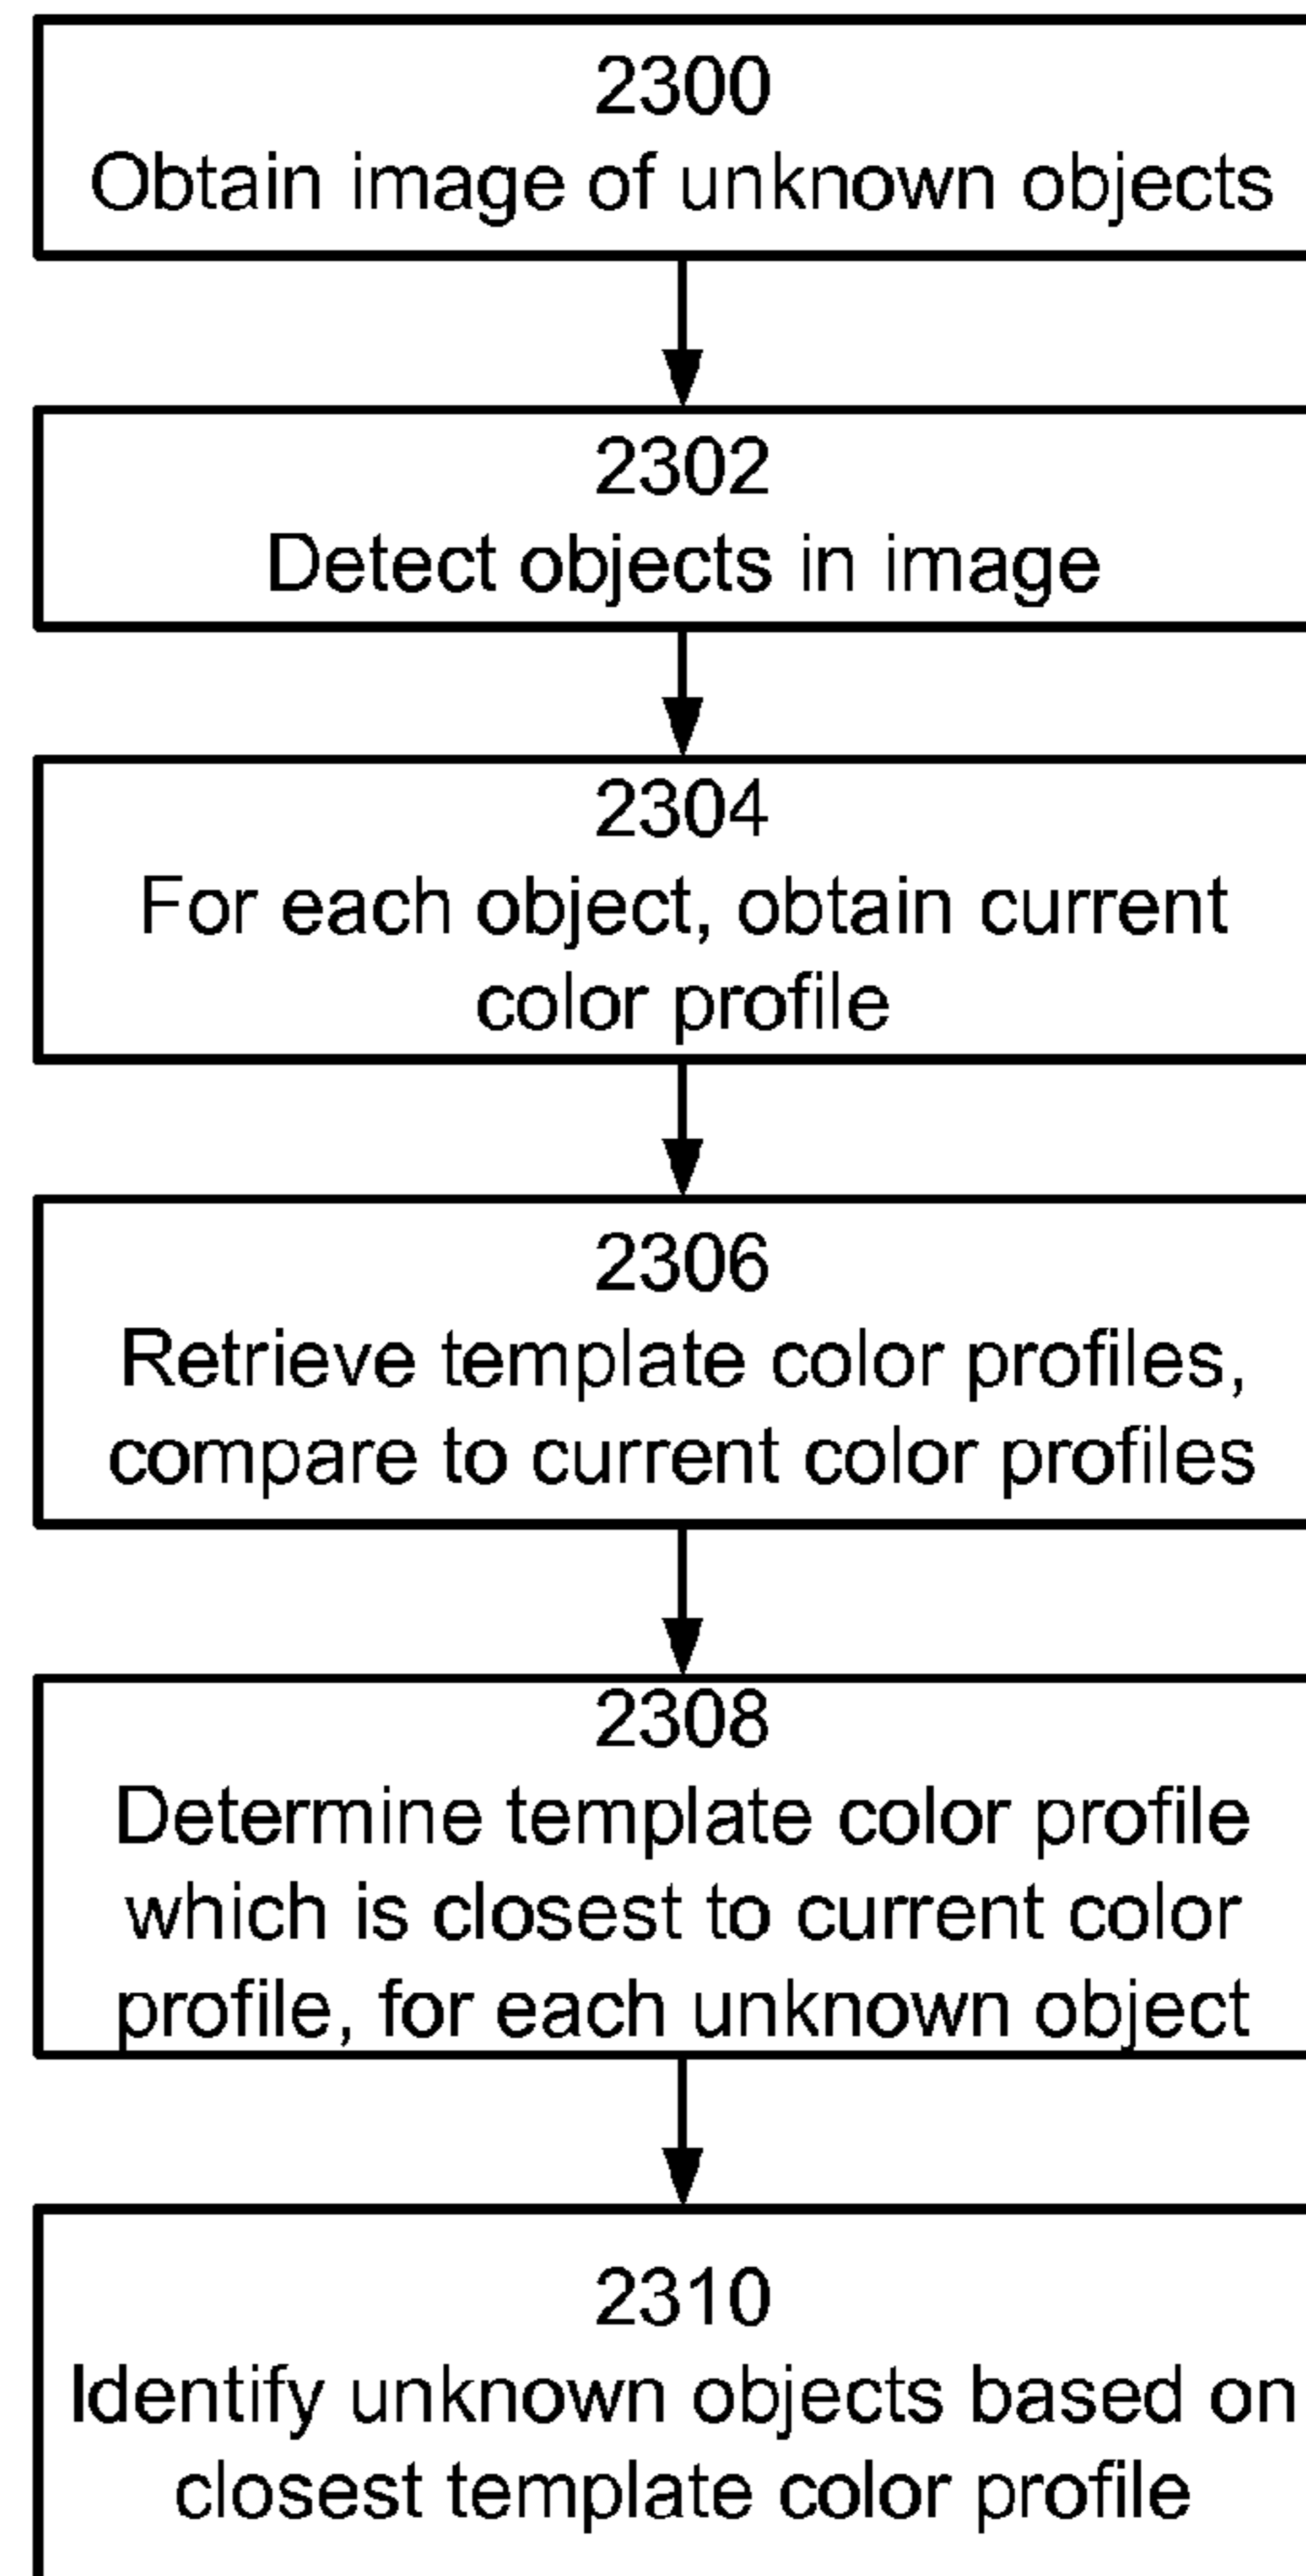 2300
Obtain image of unknown objects
2302
Detect objects in image
2304
For each object, obtain current
color profile
2306
Retrieve template color profiles,
compare to current color profiles
2308
Determine template color profile
which is closest to current color
profile, for each unknown object
2310
Identify unknown objects based on
closest template color profile